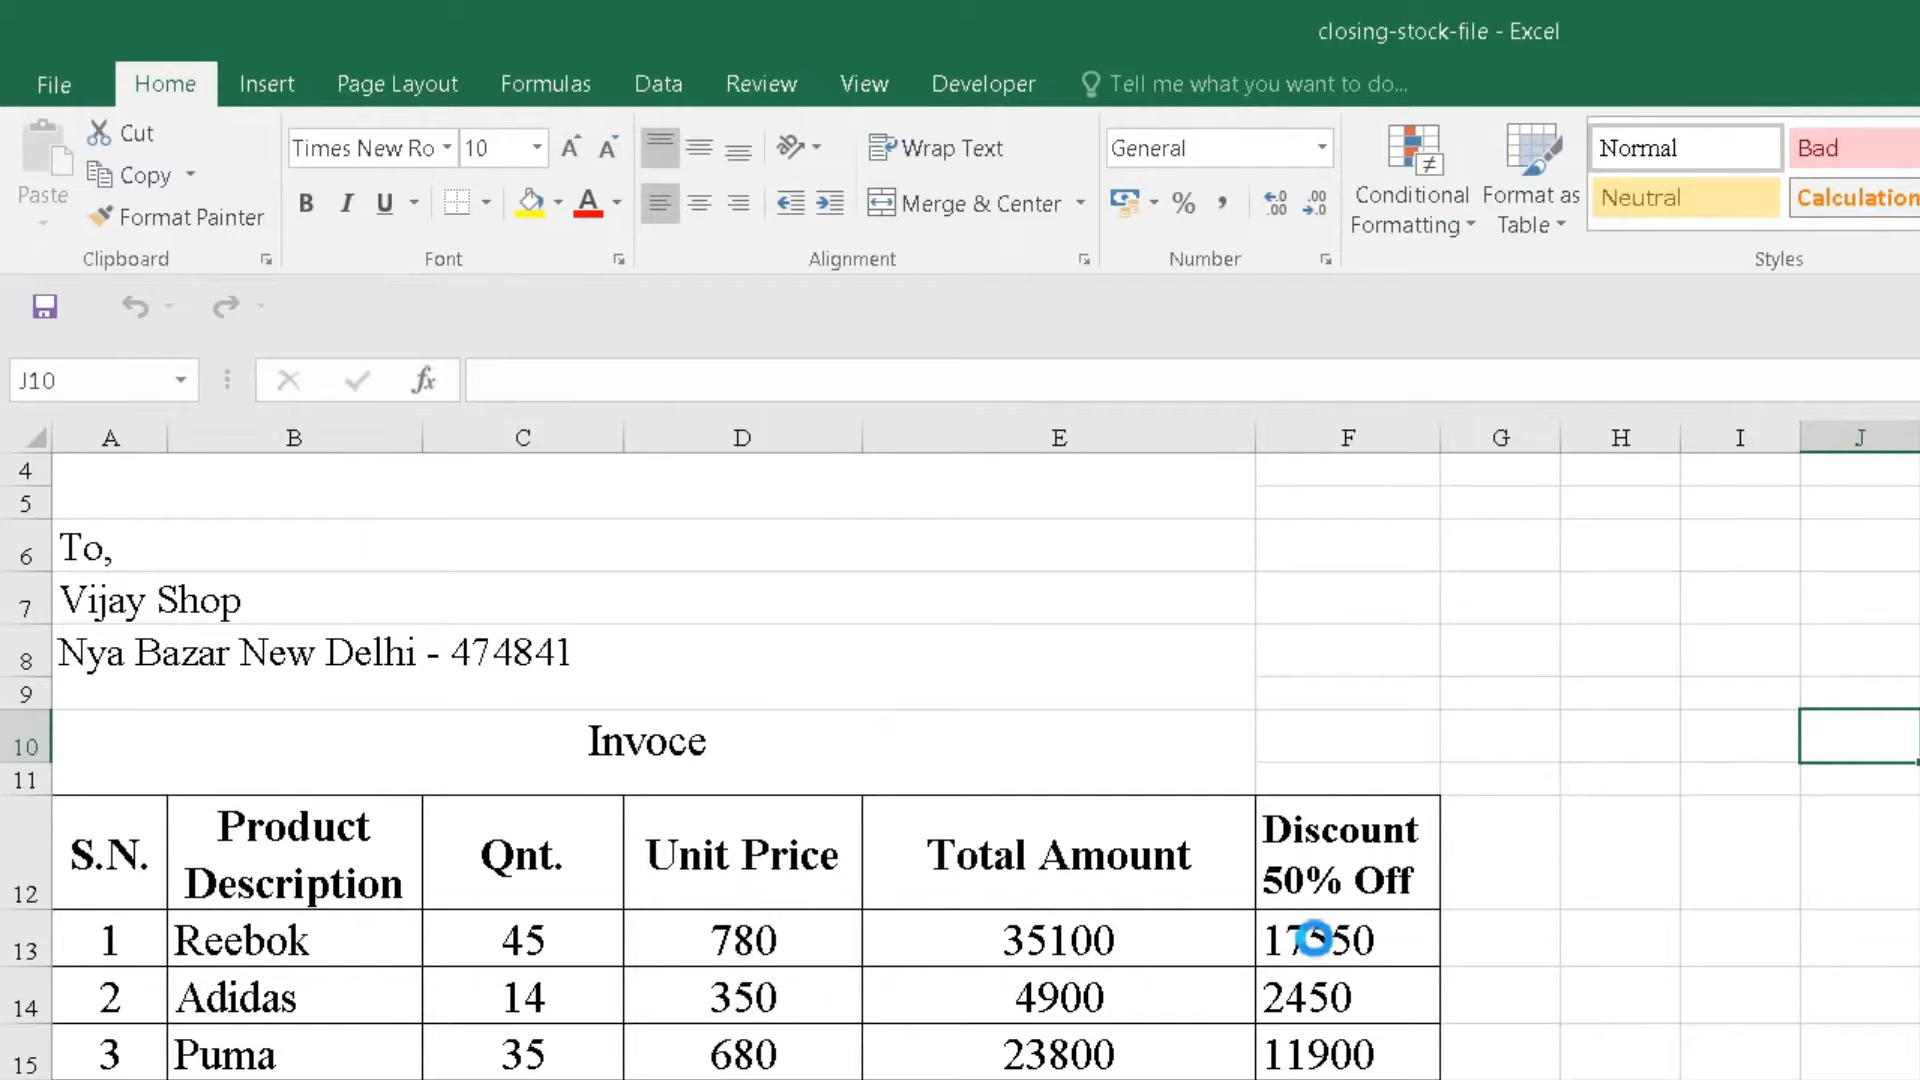 closing-stock-file - Excel
File Home Insert Page Layout Formulas Data Review View Developer Tell me what you want to do...
Paste
Cut
Copy
Format Painter
Clipboard
Times New Ro 10
B I U
Font
Wrap Text
Merge & Center
Alignment
General
Number
Conditional
Formatting
Format as
Table
Normal Bad
Neutral Calculation
Styles
J10 fx
A B C D E F G H I J
4
5
6 To,
7 Vijay Shop
8 Nya Bazar New Delhi - 474841
9
10 Invoce
11
12 S.N. Product Description Qnt. Unit Price Total Amount Discount 50% Off
13 1 Reebok 45 780 35100
14 2 Adidas 14 350 4900 2450
15 3 Puma 35 680 23800 11900